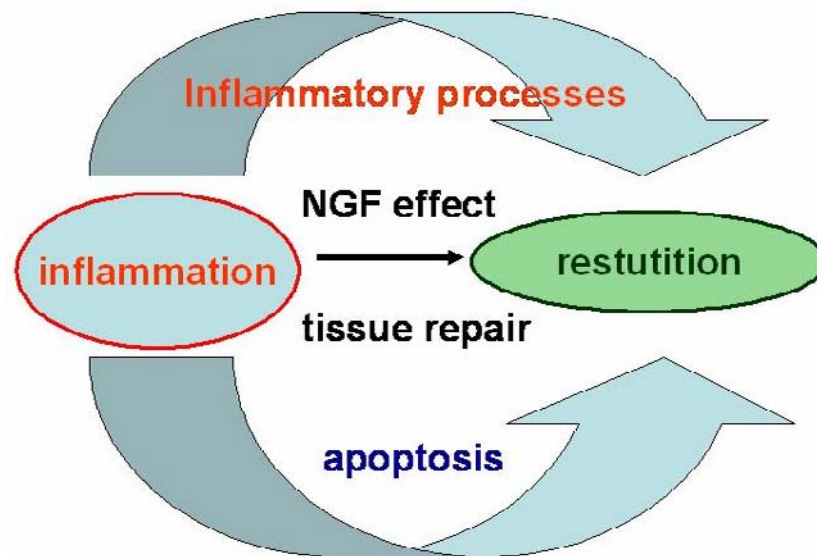 Inflammatory processes
NGF effect
inflammation
restutition
tissue repair
apoptosis